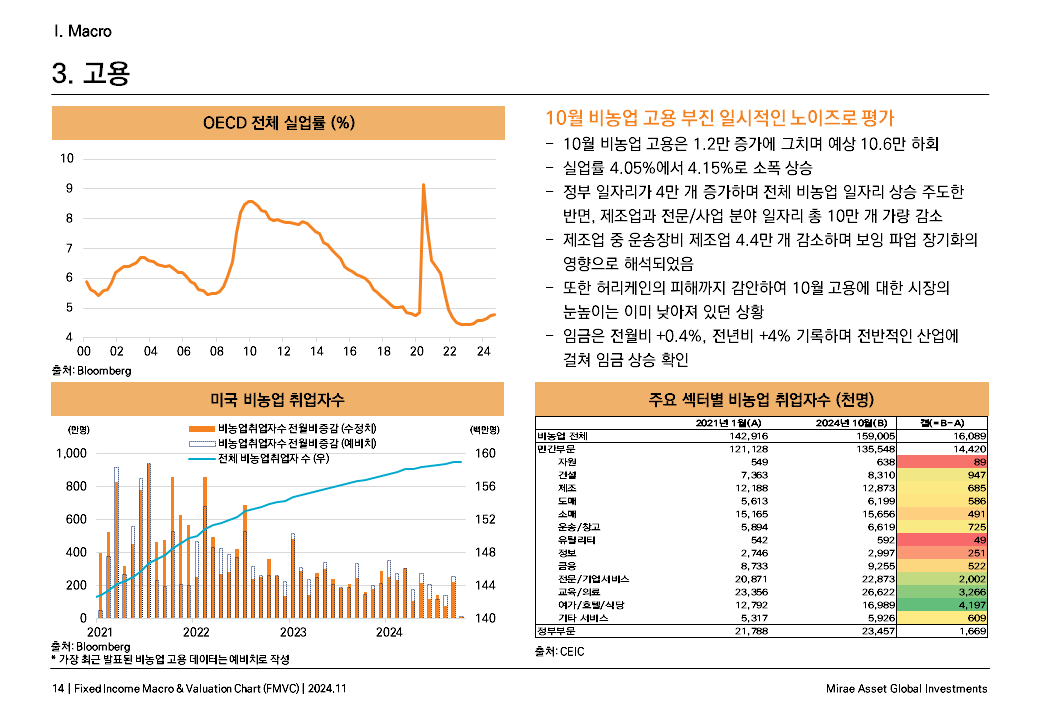 I. Macro
3. 고용
OECD 전체 실업률 (%)
10
9
8
7
6
5
4
00 02 04 06 08 10 12 14 16 18 20 22 24
출처: Bloomberg
10월 비농업 고용 부진 일시적인 노이즈로 평가
– 10월 비농업 고용은 1.2만 증가에 그치며 예상 10.6만 하회
– 실업률 4.05%에서 4.15%로 소폭 상승
– 정부 일자리가 4만 개 증가하며 전체 비농업 일자리 상승 주도한
반면, 제조업과 전문/사업 분야 일자리 총 10만 개 가량 감소
– 제조업 중 운송장비 제조업 4.4만 개 감소하며 보잉 파업 장기화의
영향으로 해석되었음
– 또한 허리케인의 피해까지 감안하여 10월 고용에 대한 시장의
눈높이는 이미 낮아져 있던 상황
– 임금은 전월비 +0.4%, 전년비 +4% 기록하며 전반적인 산업에
걸쳐 임금 상승 확인
미국 비농업 취업자수
(만명) (백만명)
비농업취업자수 전월비증감 (수정치)
비농업취업자수 전월비증감 (예비치)
전체 비농업취업자 수 (우)
1,000 160
800 156
600 152
400 148
200 144
0 140
2021 2022 2023 2024
출처: Bloomberg
* 가장 최근 발표된 비농업 고용 데이터는 예비치로 작성
주요 섹터별 비농업 취업자수 (천명)
2021년 1월(A) 2024년 10월(B) 갭(=B-A)
비농업 전체 142,916 159,005 16,089
민간부문 121,128 135,548 14,420
자원 549 638 89
건설 7,363 8,310 947
제조 12,188 12,873 685
도매 5,613 6,199 586
소매 15,165 15,656 491
운송/창고 5,894 6,619 725
유틸리티 542 592 49
정보 2,746 2,997 251
금융 8,733 9,255 522
전문/기업서비스 20,871 22,873 2,002
교육/의료 23,356 26,622 3,266
여가/호텔/식당 12,792 16,989 4,197
기타 서비스 5,317 5,926 609
정부부문 21,788 23,457 1,669
출처: CEIC
14 | Fixed Income Macro & Valuation Chart (FMVC) | 2024.11
Mirae Asset Global Investments